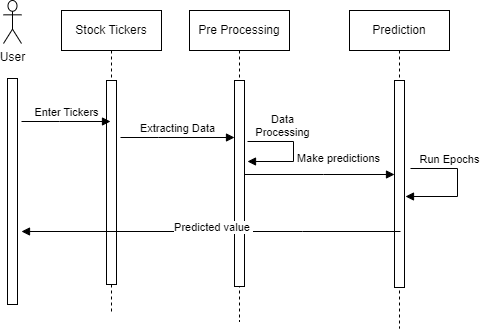 Stock Tickers
Pre Processing
Prediction
User
Enter Tickers
Extracting Data
Data
Processing
Make predictions
Run Epochs
Predicted value